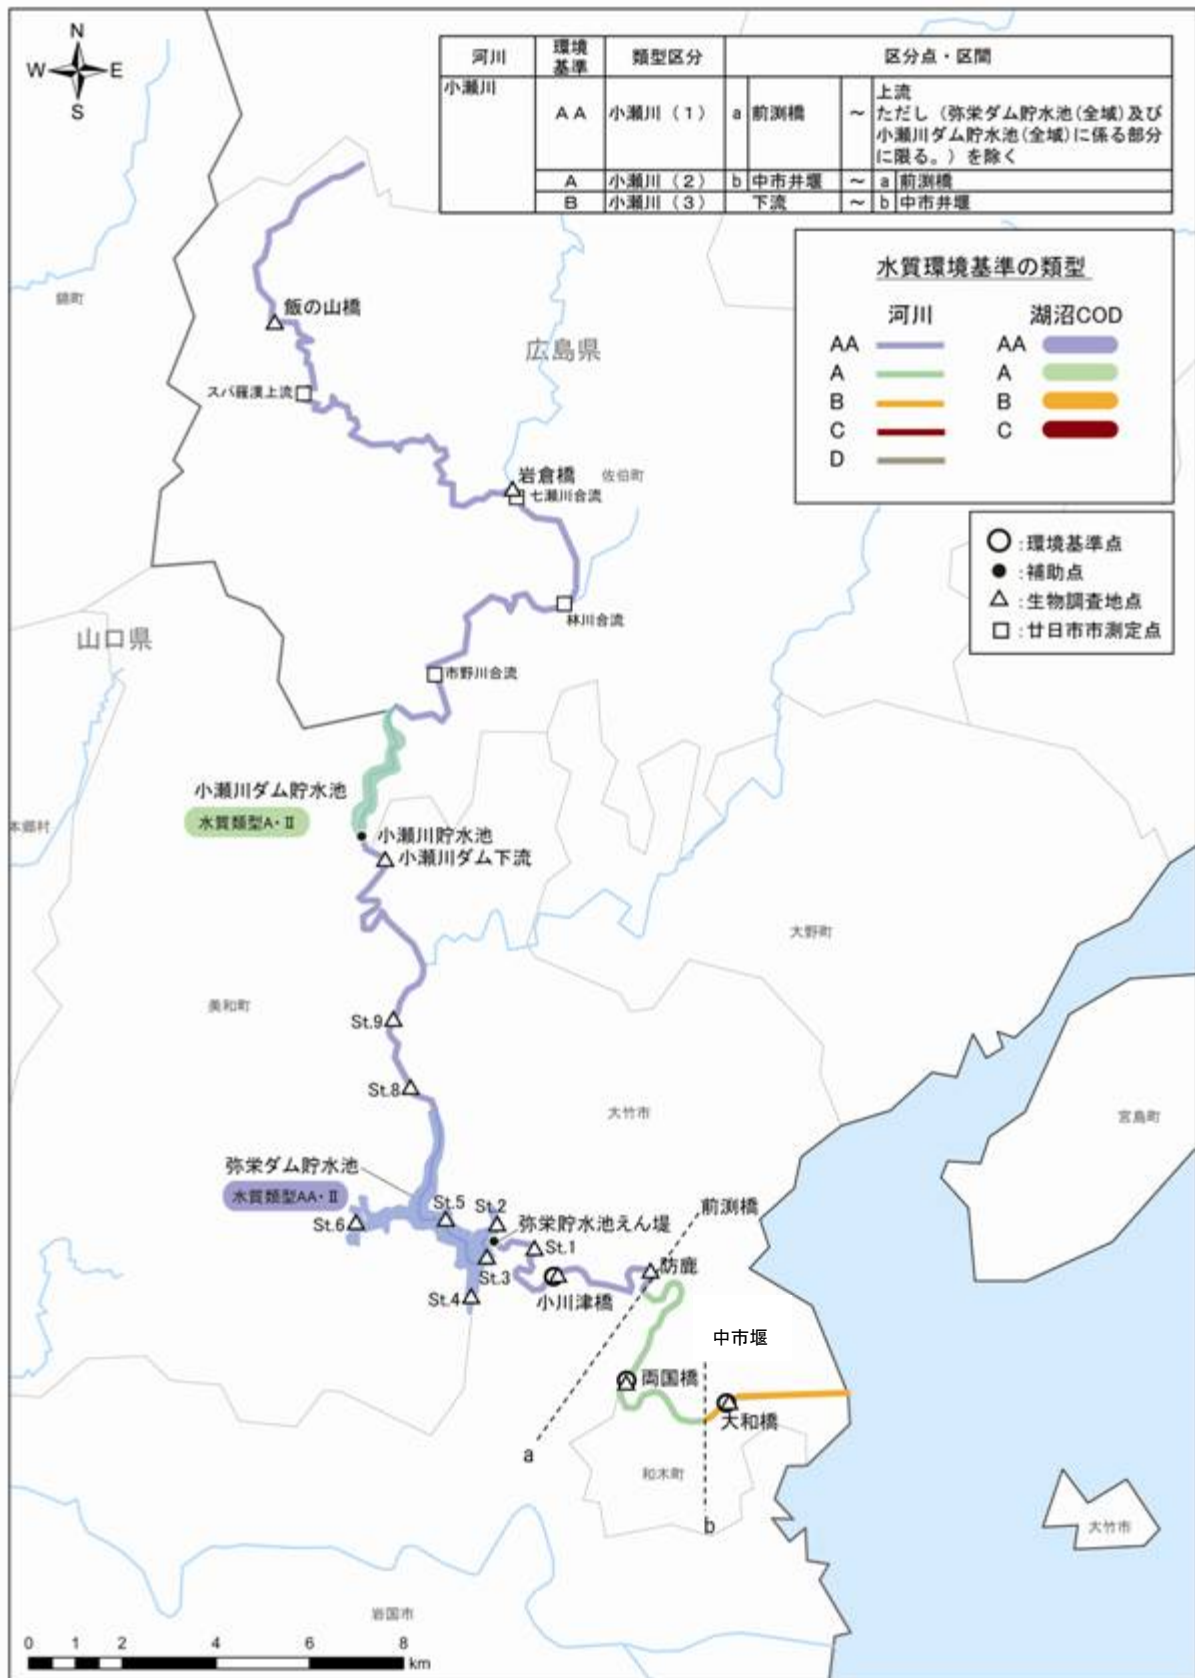 N
W
E
S
河川
環境
基準
類型区分
区分点・区間
小瀬川
AA
小瀬川（1）
a
前渕橋
～
上流
ただし（弥栄ダム貯水池(全域)及び
小瀬川ダム貯水池(全域)に係る部分
に限る。）を除く
A
小瀬川（2）
b
中市井堰
～
a
前渕橋
B
小瀬川（3）
下流
～
b
中市井堰
水質環境基準の類型
河川
湖沼COD
AA
AA
A
A
B
B
C
C
D
:環境基準点
:補助点
:生物調査地点
:廿日市市測定点
錦町
飯の山橋
広島県
スパ羅漢上流
岩倉橋
七瀬川合流
佐伯町
林川合流
山口県
市野川合流
小瀬川ダム貯水池
水質類型A・Ⅱ
本郷村
小瀬川貯水池
小瀬川ダム下流
大野町
美和町
St.9
St.8
大竹市
宮島町
弥栄ダム貯水池
水質類型AA・Ⅱ
St.5
St.2
St.6
弥栄貯水池えん堤
前渕橋
St.1
St.3
防鹿
St.4
小川津橋
中市堰
両国橋
大和橋
a
和木町
b
大竹市
岩国市
0 1 2 4 6 8
km